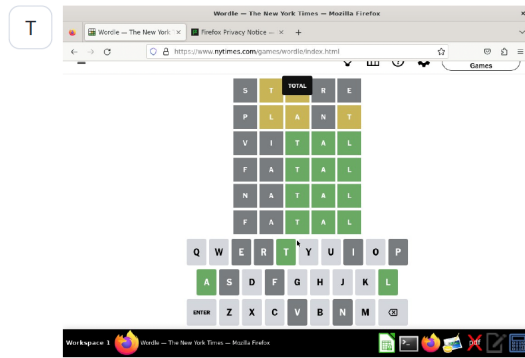 T
Wordle — The New York Times — Mozilla Firefox
Wordle — The New York
Firefox Privacy Notice —
https://www.nytimes.com/games/wordle/index.html
Games
TOTAL
S T R E
P L A N T
V I T A L
F A T A L
N A T A L
F A T A L
Q W E R T Y U I O P
A S D F G H J K L
ENTER Z X C V B N M
Workspace 1 Wordle — The New York Times — Mozilla Firefox
pdf